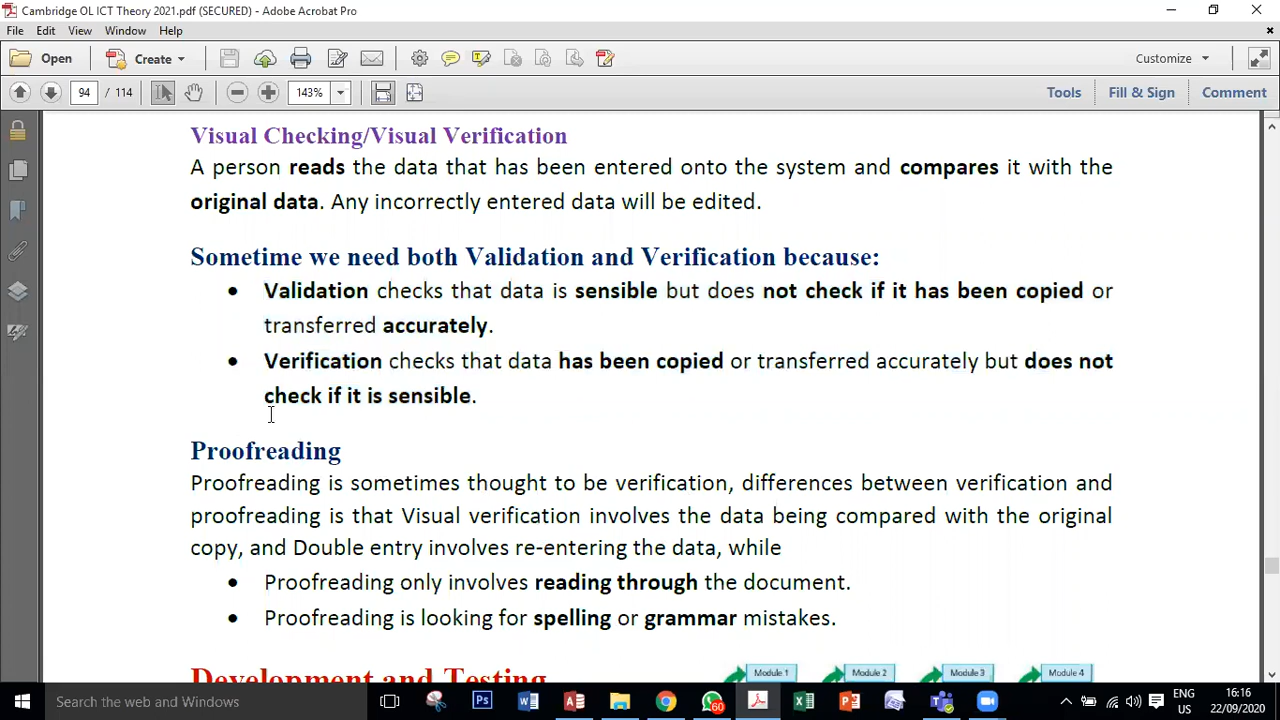 Cambridge OL ICT Theory 2021.pdf (SECURED) - Adobe Acrobat Pro
File Edit View Window Help
Open Create Customize
94 / 114 143% Tools Fill & Sign Comment
Visual Checking/Visual Verification
A person reads the data that has been entered onto the system and compares it with the
original data. Any incorrectly entered data will be edited.
Sometime we need both Validation and Verification because:
• Validation checks that data is sensible but does not check if it has been copied or
transferred accurately.
• Verification checks that data has been copied or transferred accurately but does not
check if it is sensible.
Proofreading
Proofreading is sometimes thought to be verification, differences between verification and
proofreading is that Visual verification involves the data being compared with the original
copy, and Double entry involves re-entering the data, while
• Proofreading only involves reading through the document.
• Proofreading is looking for spelling or grammar mistakes.
Development and Testing
Module 1 Module 2 Module 3 Module 4
Search the web and Windows
Ps
60
ENG
US
16:16
22/09/2020